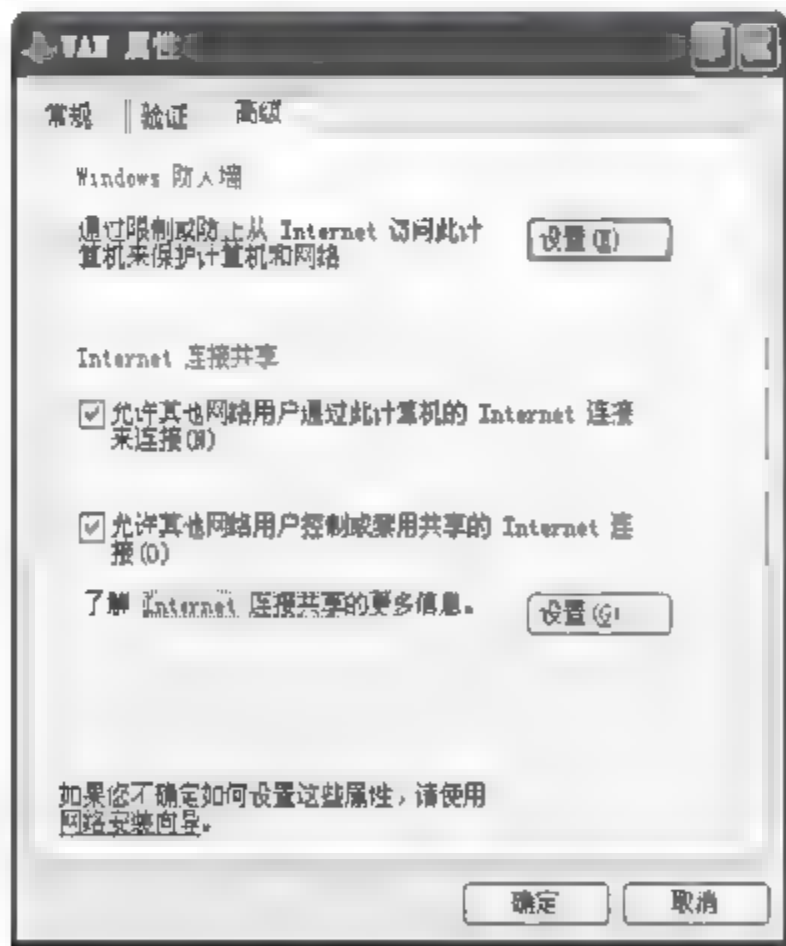 WAN 属性
常规 验证 高级
Windows 防火墙
通过限制或防止从 Internet 访问此计
算机来保护计算机和网络
设置(E)
Internet 连接共享
允许其他网络用户通过此计算机的 Internet 连接
来连接(N)
允许其他网络用户控制或禁用共享的 Internet 连
接(O)
了解 Internet 连接共享的更多信息。
设置(G)
如果您不确定如何设置这些属性，请使用
网络安装向导。
确定 取消